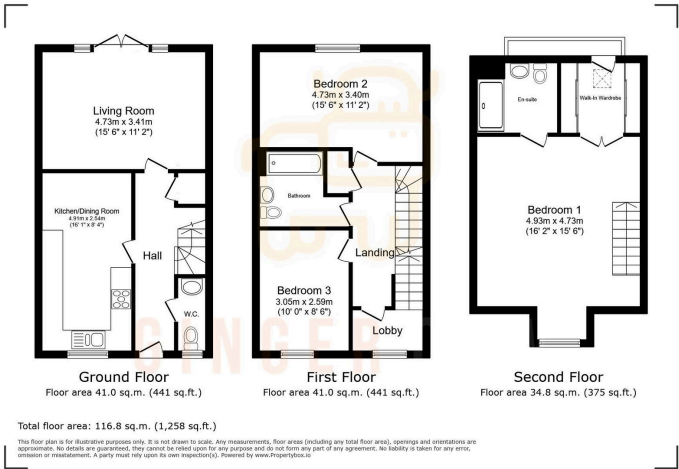 Living Room
4.73m x 3.41m
(15' 6" x 11' 2")
Kitchen/Dining Room
4.91m x 2.54m
(16' 1" x 8' 4")
Hall
W.C.
Ground Floor
Floor area 41.0 sq.m. (441 sq.ft.)
Bedroom 2
4.73m x 3.40m
(15' 6" x 11' 2")
Bathroom
Landing
Bedroom 3
3.05m x 2.59m
(10' 0" x 8' 6")
Lobby
First Floor
Floor area 41.0 sq.m. (441 sq.ft.)
En-suite
Walk-In Wardrobe
Bedroom 1
4.93m x 4.73m
(16' 2" x 15' 6")
Second Floor
Floor area 34.8 sq.m. (375 sq.ft.)
GINGER
Total floor area: 116.8 sq.m. (1,258 sq.ft.)
This floor plan is for illustrative purposes only. It is not drawn to scale. Any measurements, floor areas (including any total floor area), openings and orientations are
approximate. No details are guaranteed, they cannot be relied upon for any purpose and do not form any part of any agreement. No liability is taken for any error,
omission or misstatement. A party must rely upon its own inspection(s). Powered by www.Propertybox.io